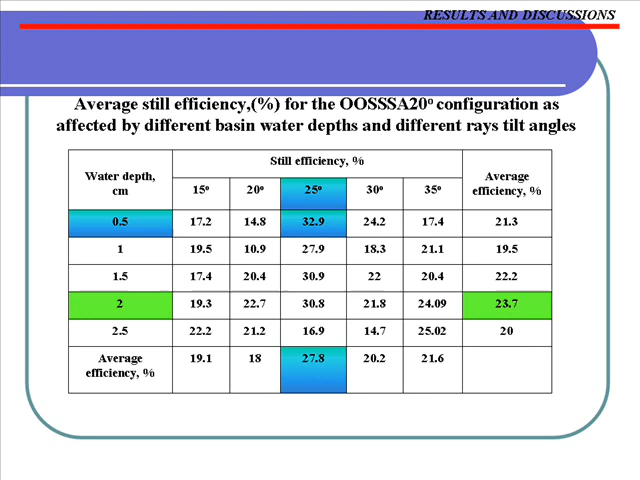 RESULTS AND DISCUSSIONS
Average still efficiency,(%) for the OOSSSA20º configuration as
affected by different basin water depths and different rays tilt angles
Water depth, cm Still efficiency, % Average efficiency, %
15º 20º 25º 30º 35º
0.5 17.2 14.8 32.9 24.2 17.4 21.3
1 19.5 10.9 27.9 18.3 21.1 19.5
1.5 17.4 20.4 30.9 22 20.4 22.2
2 19.3 22.7 30.8 21.8 24.09 23.7
2.5 22.2 21.2 16.9 14.7 25.02 20
Average efficiency, % 19.1 18 27.8 20.2 21.6